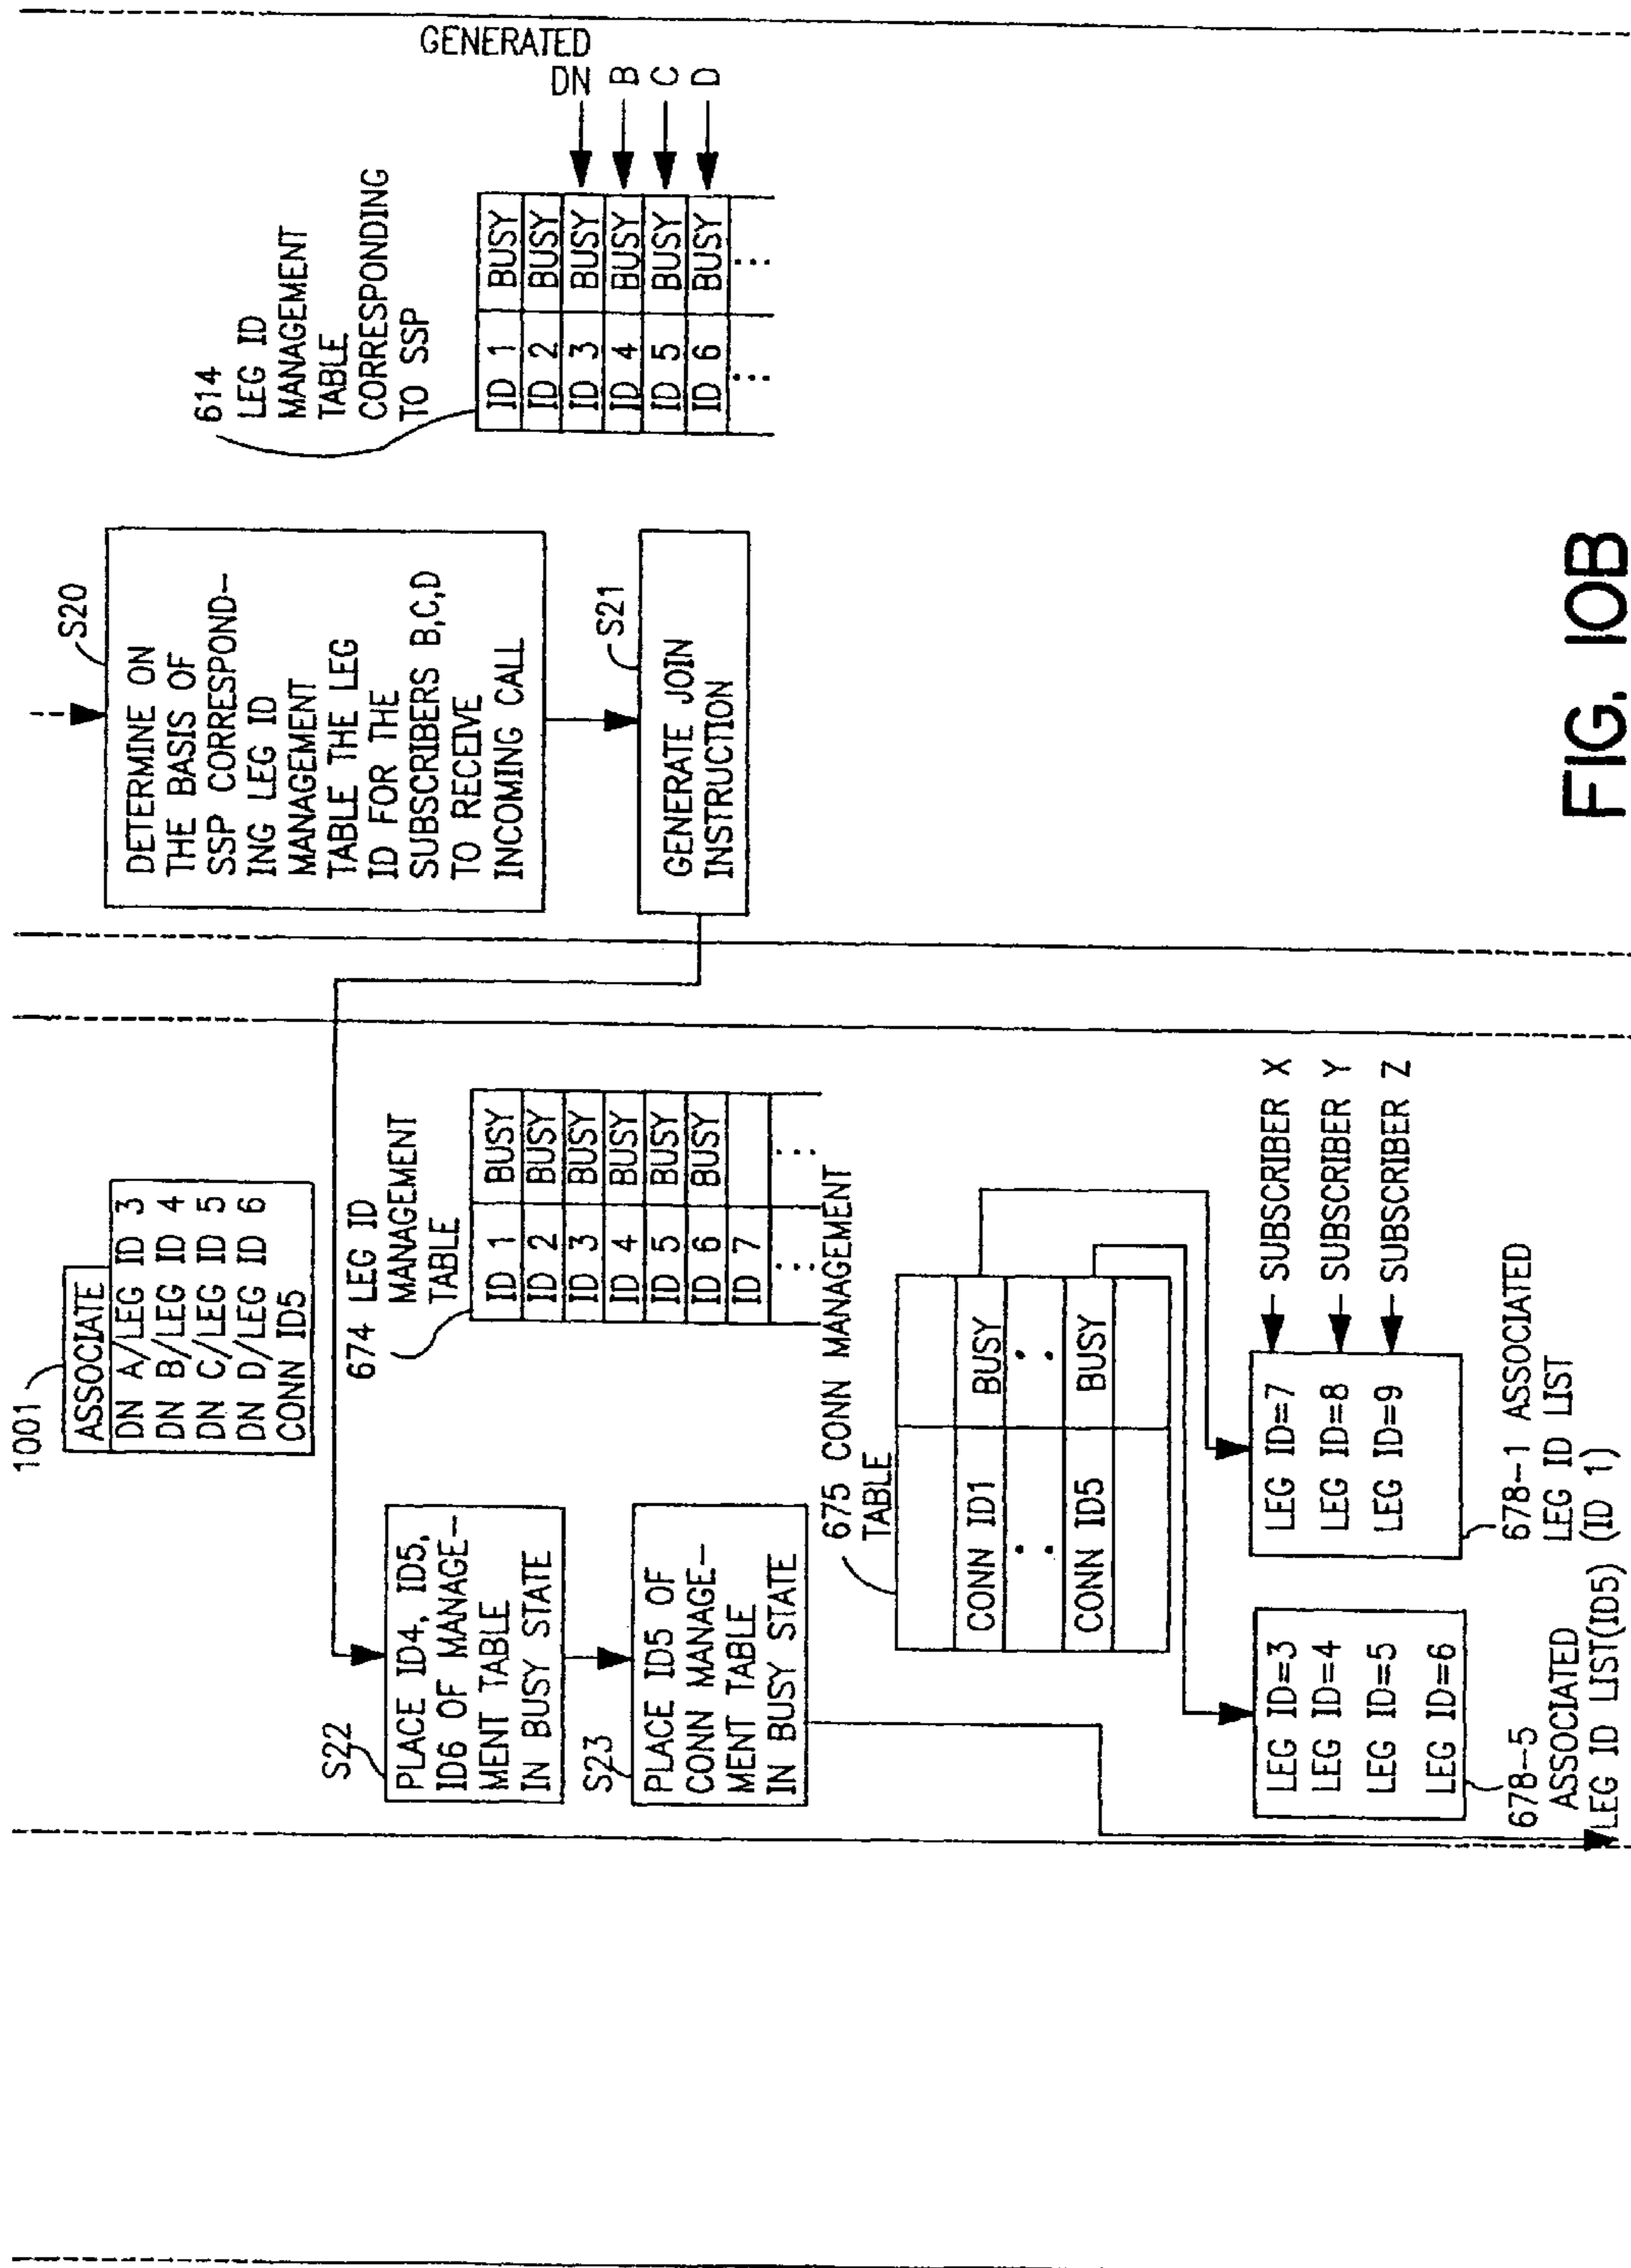 S20
DETERMINE ON
THE BASIS OF
SSP CORRESPOND-
ING LEG ID
MANAGEMENT
TABLE THE LEG
ID FOR THE
SUBSCRIBERS B,C,D
TO RECEIVE
INCOMING CALL
S21
GENERATE JOIN
INSTRUCTION
614
LEG ID
MANAGEMENT
TABLE
CORRESPONDING
TO SSP
ID 1 BUSY
ID 2 BUSY
ID 3 BUSY
ID 4 BUSY
ID 5 BUSY
ID 6 BUSY
... ...
GENERATED
DN
B
C
D
1001
ASSOCIATE
DN A/LEG ID 3
DN B/LEG ID 4
DN C/LEG ID 5
DN D/LEG ID 6
CONN ID5
S22
PLACE ID4, ID5,
ID6 OF MANAGE-
MENT TABLE
IN BUSY STATE
S23
PLACE ID5 OF
CONN MANAGE-
MENT TABLE
IN BUSY STATE
674 LEG ID
MANAGEMENT
TABLE
ID 1 BUSY
ID 2 BUSY
ID 3 BUSY
ID 4 BUSY
ID 5 BUSY
ID 6 BUSY
ID 7
... ...
675 CONN MANAGEMENT
TABLE
CONN ID1 BUSY
: :
CONN ID5 BUSY
LEG ID=3
LEG ID=4
LEG ID=5
LEG ID=6
678-5
ASSOCIATED
LEG ID LIST(ID5)
LEG ID=7
LEG ID=8
LEG ID=9
SUBSCRIBER X
SUBSCRIBER Y
SUBSCRIBER Z
678-1 ASSOCIATED
LEG ID LIST
(ID 1)
FIG. 10B